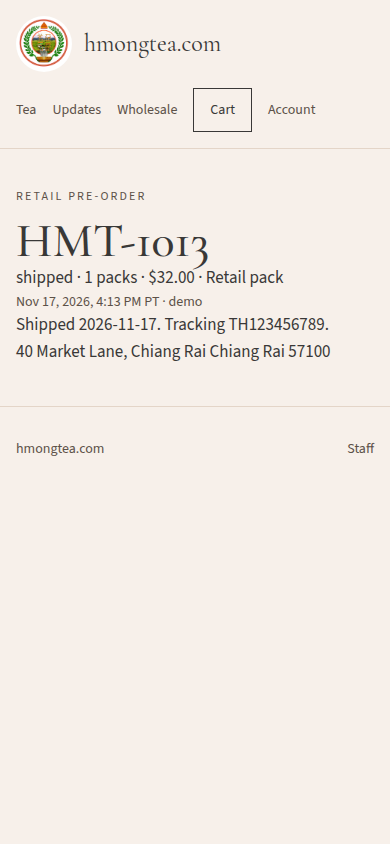 hmongtea.com
Tea Updates Wholesale Cart Account
RETAIL PRE-ORDER
HMT-1013
shipped · 1 packs · $32.00 · Retail pack
Nov 17, 2026, 4:13 PM PT · demo
Shipped 2026-11-17. Tracking TH123456789.
40 Market Lane, Chiang Rai Chiang Rai 57100
hmongtea.com Staff